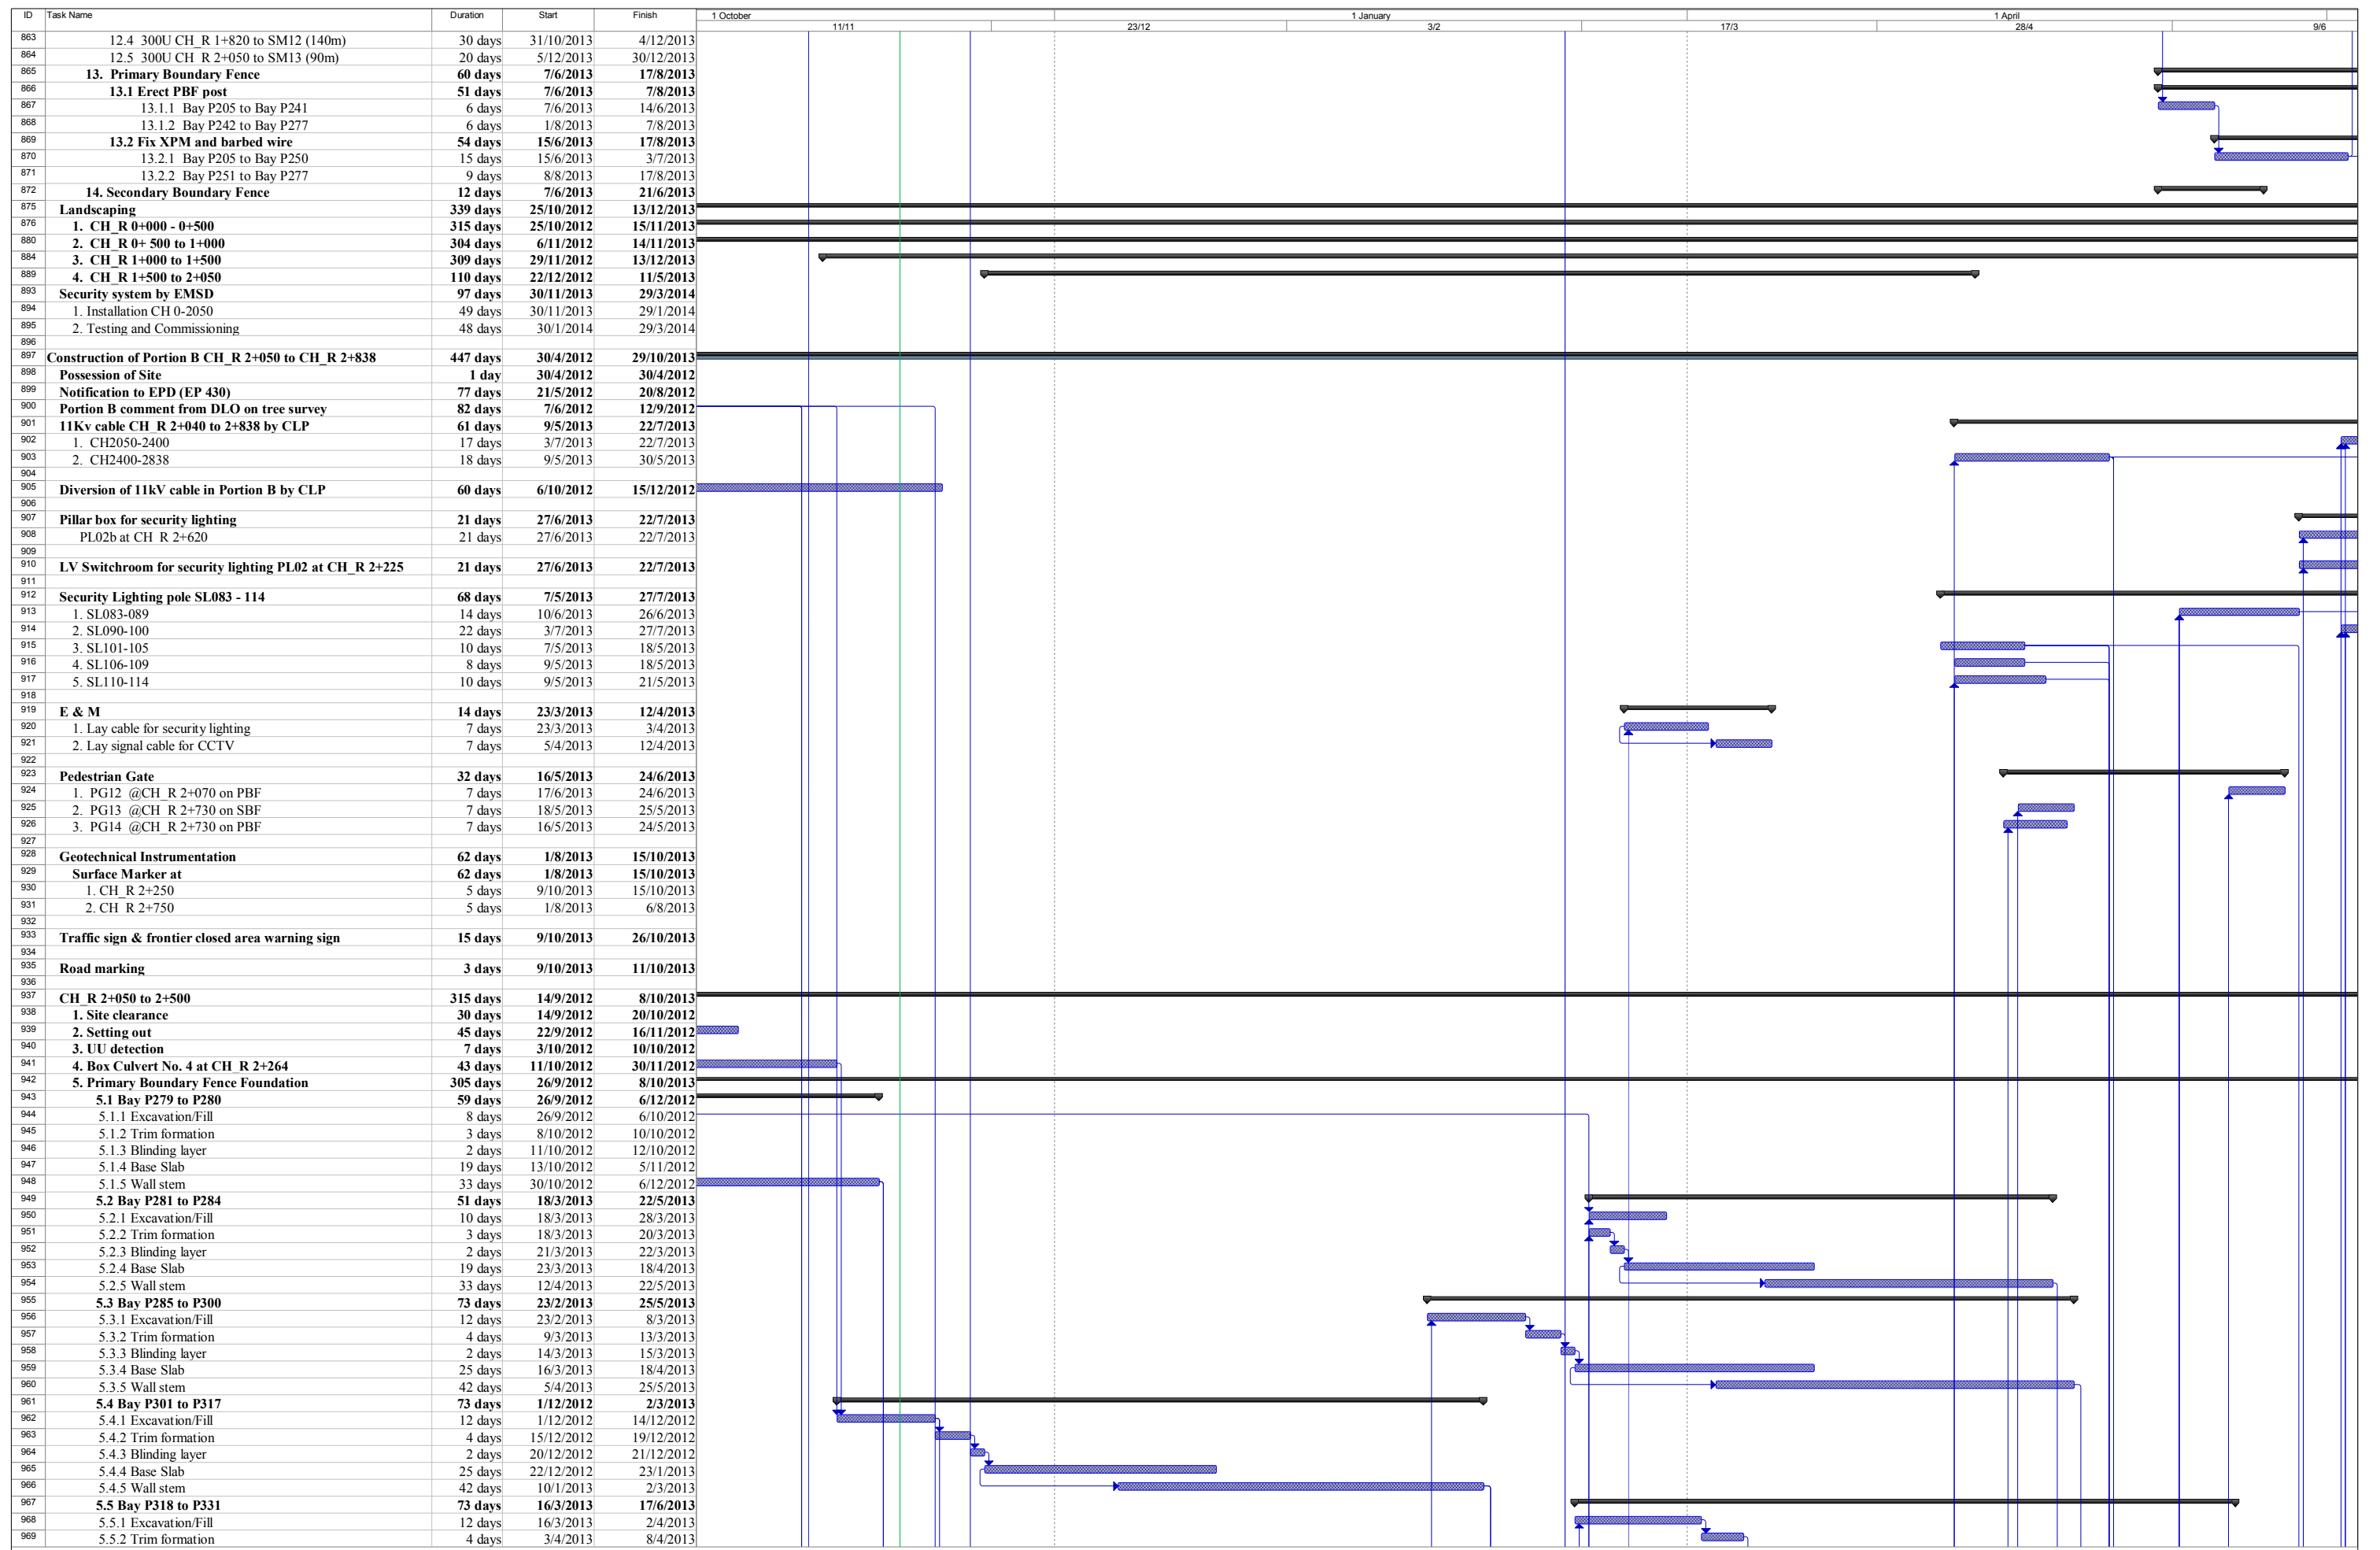 ID Task Name Duration Start Finish 1 October 1 January 1 April
11/11 23/12 3/2 17/3 28/4 9/6
863 12.4 300U CH_R 1+820 to SM12 (140m) 30 days 31/10/2013 4/12/2013
864 12.5 300U CH_R 2+050 to SM13 (90m) 20 days 5/12/2013 30/12/2013
865 13. Primary Boundary Fence 60 days 7/6/2013 17/8/2013
866 13.1 Erect PBF post 51 days 7/6/2013 7/8/2013
867 13.1.1 Bay P205 to Bay P241 6 days 7/6/2013 14/6/2013
868 13.1.2 Bay P242 to Bay P277 6 days 1/8/2013 7/8/2013
869 13.2 Fix XPM and barbed wire 54 days 15/6/2013 17/8/2013
870 13.2.1 Bay P205 to Bay P250 15 days 15/6/2013 3/7/2013
871 13.2.2 Bay P251 to Bay P277 9 days 8/8/2013 17/8/2013
872 14. Secondary Boundary Fence 12 days 7/6/2013 21/6/2013
875 Landscaping 339 days 25/10/2012 13/12/2013
876 1. CH_R 0+000 - 0+500 315 days 25/10/2012 15/11/2013
880 2. CH_R 0+ 500 to 1+000 304 days 6/11/2012 14/11/2013
884 3. CH_R 1+000 to 1+500 309 days 29/11/2012 13/12/2013
889 4. CH_R 1+500 to 2+050 110 days 22/12/2012 11/5/2013
893 Security system by EMSD 97 days 30/11/2013 29/3/2014
894 1. Installation CH 0-2050 49 days 30/11/2013 29/1/2014
895 2. Testing and Commissioning 48 days 30/1/2014 29/3/2014
896
897 Construction of Portion B CH_R 2+050 to CH_R 2+838 447 days 30/4/2012 29/10/2013
898 Possession of Site 1 day 30/4/2012 30/4/2012
899 Notification to EPD (EP 430) 77 days 21/5/2012 20/8/2012
900 Portion B comment from DLO on tree survey 82 days 7/6/2012 12/9/2012
901 11Kv cable CH_R 2+040 to 2+838 by CLP 61 days 9/5/2013 22/7/2013
902 1. CH2050-2400 17 days 3/7/2013 22/7/2013
903 2. CH2400-2838 18 days 9/5/2013 30/5/2013
904
905 Diversion of 11kV cable in Portion B by CLP 60 days 6/10/2012 15/12/2012
906
907 Pillar box for security lighting 21 days 27/6/2013 22/7/2013
908 PL02b at CH_R 2+620 21 days 27/6/2013 22/7/2013
909
910 LV Switchroom for security lighting PL02 at CH_R 2+225 21 days 27/6/2013 22/7/2013
911
912 Security Lighting pole SL083 - 114 68 days 7/5/2013 27/7/2013
913 1. SL083-089 14 days 10/6/2013 26/6/2013
914 2. SL090-100 22 days 3/7/2013 27/7/2013
915 3. SL101-105 10 days 7/5/2013 18/5/2013
916 4. SL106-109 8 days 9/5/2013 18/5/2013
917 5. SL110-114 10 days 9/5/2013 21/5/2013
918
919 E & M 14 days 23/3/2013 12/4/2013
920 1. Lay cable for security lighting 7 days 23/3/2013 3/4/2013
921 2. Lay signal cable for CCTV 7 days 5/4/2013 12/4/2013
922
923 Pedestrian Gate 32 days 16/5/2013 24/6/2013
924 1. PG12 @CH_R 2+070 on PBF 7 days 17/6/2013 24/6/2013
925 2. PG13 @CH_R 2+730 on SBF 7 days 18/5/2013 25/5/2013
926 3. PG14 @CH_R 2+730 on PBF 7 days 16/5/2013 24/5/2013
927
928 Geotechnical Instrumentation 62 days 1/8/2013 15/10/2013
929 Surface Marker at 62 days 1/8/2013 15/10/2013
930 1. CH_R 2+250 5 days 9/10/2013 15/10/2013
931 2. CH_R 2+750 5 days 1/8/2013 6/8/2013
932
933 Traffic sign & frontier closed area warning sign 15 days 9/10/2013 26/10/2013
934
935 Road marking 3 days 9/10/2013 11/10/2013
936
937 CH_R 2+050 to 2+500 315 days 14/9/2012 8/10/2013
938 1. Site clearance 30 days 14/9/2012 20/10/2012
939 2. Setting out 45 days 22/9/2012 16/11/2012
940 3. UU detection 7 days 3/10/2012 10/10/2012
941 4. Box Culvert No. 4 at CH_R 2+264 43 days 11/10/2012 30/11/2012
942 5. Primary Boundary Fence Foundation 305 days 26/9/2012 8/10/2013
943 5.1 Bay P279 to P280 59 days 26/9/2012 6/12/2012
944 5.1.1 Excavation/Fill 8 days 26/9/2012 6/10/2012
945 5.1.2 Trim formation 3 days 8/10/2012 10/10/2012
946 5.1.3 Blinding layer 2 days 11/10/2012 12/10/2012
947 5.1.4 Base Slab 19 days 13/10/2012 5/11/2012
948 5.1.5 Wall stem 33 days 30/10/2012 6/12/2012
949 5.2 Bay P281 to P284 51 days 18/3/2013 22/5/2013
950 5.2.1 Excavation/Fill 10 days 18/3/2013 28/3/2013
951 5.2.2 Trim formation 3 days 18/3/2013 20/3/2013
952 5.2.3 Blinding layer 2 days 21/3/2013 22/3/2013
953 5.2.4 Base Slab 19 days 23/3/2013 18/4/2013
954 5.2.5 Wall stem 33 days 12/4/2013 22/5/2013
955 5.3 Bay P285 to P300 73 days 23/2/2013 25/5/2013
956 5.3.1 Excavation/Fill 12 days 23/2/2013 8/3/2013
957 5.3.2 Trim formation 4 days 9/3/2013 13/3/2013
958 5.3.3 Blinding layer 2 days 14/3/2013 15/3/2013
959 5.3.4 Base Slab 25 days 16/3/2013 18/4/2013
960 5.3.5 Wall stem 42 days 5/4/2013 25/5/2013
961 5.4 Bay P301 to P317 73 days 1/12/2012 2/3/2013
962 5.4.1 Excavation/Fill 12 days 1/12/2012 14/12/2012
963 5.4.2 Trim formation 4 days 15/12/2012 19/12/2012
964 5.4.3 Blinding layer 2 days 20/12/2012 21/12/2012
965 5.4.4 Base Slab 25 days 22/12/2012 23/1/2013
966 5.4.5 Wall stem 42 days 10/1/2013 2/3/2013
967 5.5 Bay P318 to P331 73 days 16/3/2013 17/6/2013
968 5.5.1 Excavation/Fill 12 days 16/3/2013 2/4/2013
969 5.5.2 Trim formation 4 days 3/4/2013 8/4/2013